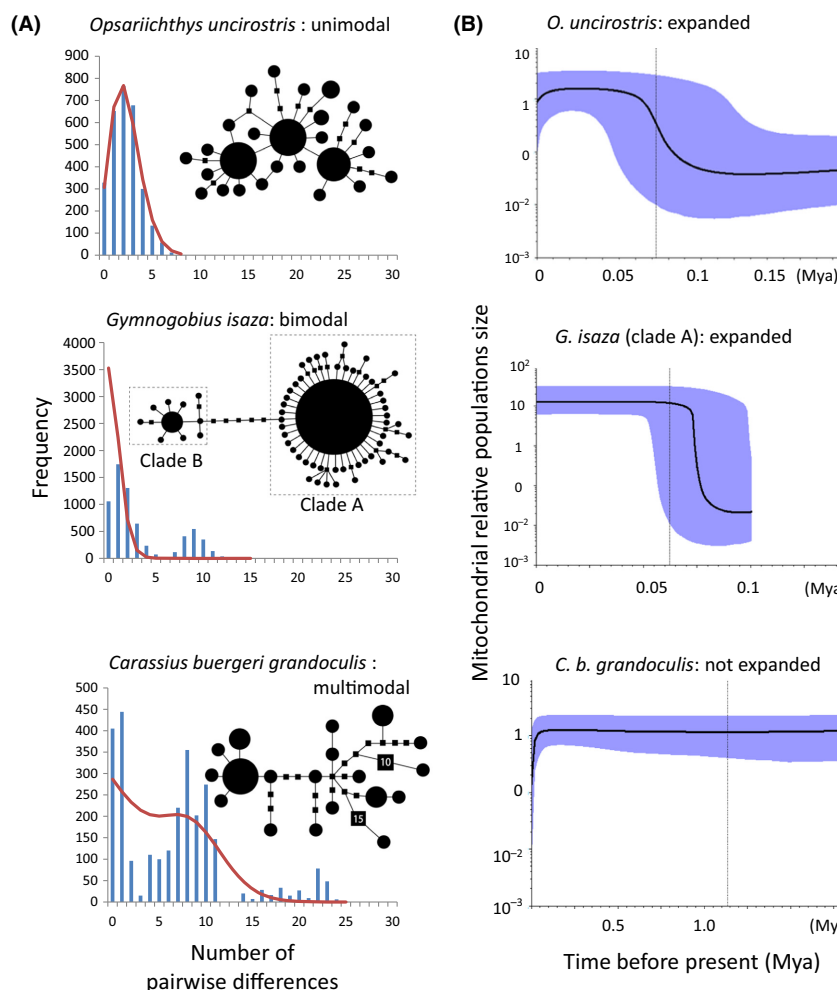 (A)
Opsariichthys uncirostris : unimodal
900
800
700
600
500
400
300
200
100
0
0 5 10 15 20 25 30
Gymnogobius isaza: bimodal
4000
3500
3000
2500
2000
1500
1000
500
0
Clade B
Clade A
0 5 10 15 20 25 30
Frequency
Carassius buergeri grandoculis :
multimodal
500
450
400
350
300
250
200
150
100
50
0
10
15
0 5 10 15 20 25 30
Number of
pairwise differences
(B)
O. uncirostris: expanded
10
1
0
10⁻²
10⁻³
0 0.05 0.1 0.15 (Mya)
G. isaza (clade A): expanded
10²
10
1
0
10⁻²
10⁻³
0 0.05 0.1 (Mya
Mitochondrial relative populations size
C. b. grandoculis: not expanded
10
1
0
10⁻²
10⁻³
0.5 1.0 (My
Time before present (Mya)